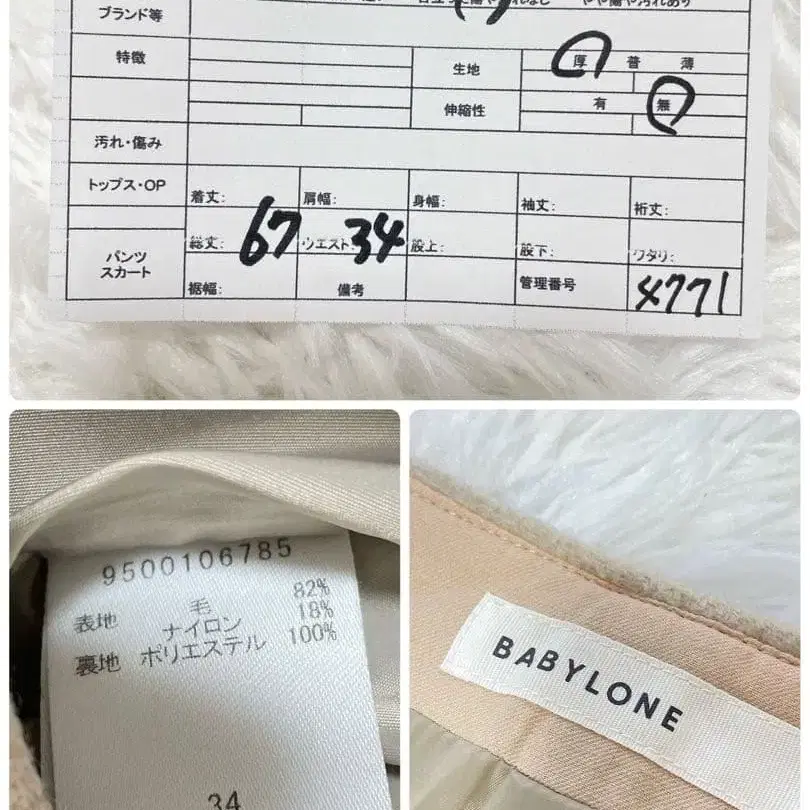 ブランド等
特徴 生地 厚 普 薄
伸縮性 有 無
汚れ・傷み
トップス・OP 着丈: 肩幅: 身幅: 袖丈: 裄丈:
パンツ 総丈: 67 ウエスト: 34 股上: 股下: ワタリ:
スカート 裾幅: 備考 管理番号 4771
9500106785
表地 毛 82%
ナイロン 18%
裏地 ポリエステル 100%
34
BABYLONE